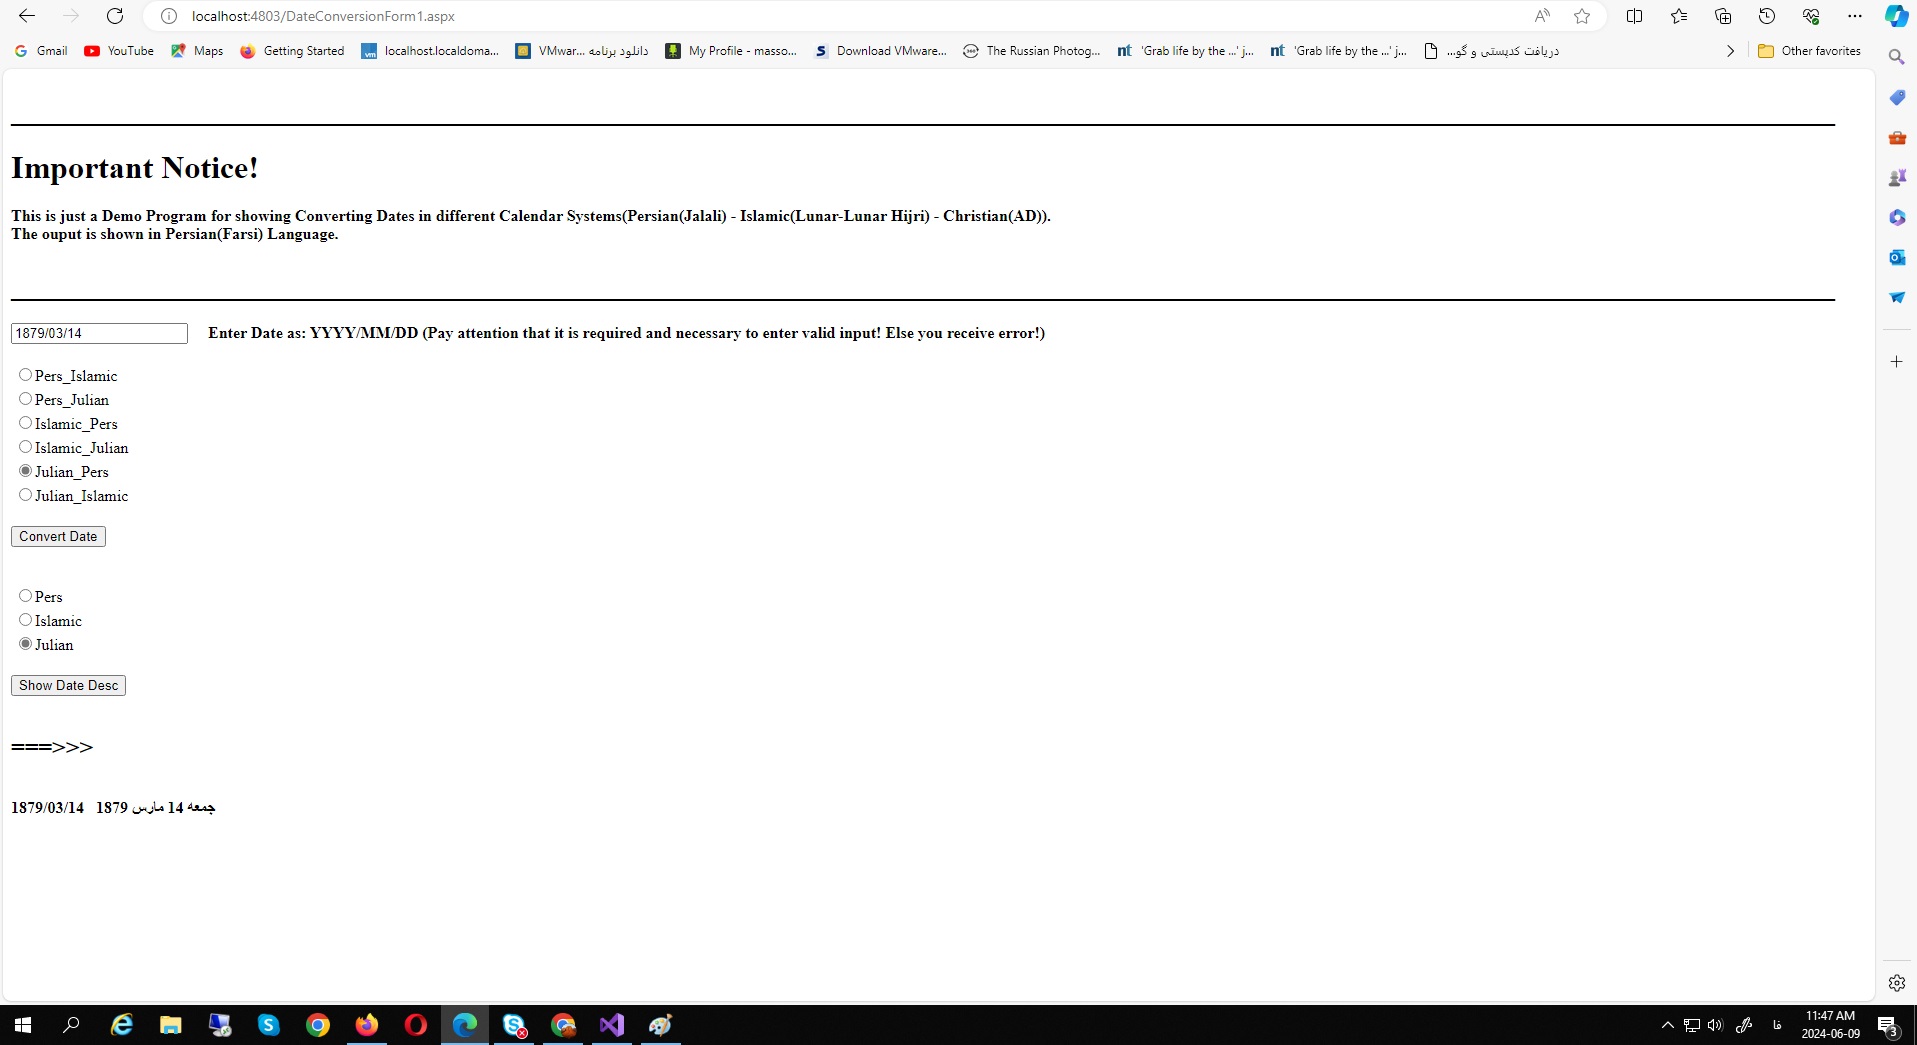 localhost:4803/DateConversionForm1.aspx
Gmail YouTube Maps Getting Started localhost.localdoma... VMwar... دانلود برنامه My Profile - masso... Download VMware... The Russian Photog... 'Grab life by the ...' j... 'Grab life by the ...' j... دریافت کدپستی و گو... Other favorites
Important Notice!
This is just a Demo Program for showing Converting Dates in different Calendar Systems(Persian(Jalali) - Islamic(Lunar-Lunar Hijri) - Christian(AD)).
The ouput is shown in Persian(Farsi) Language.
1879/03/14 Enter Date as: YYYY/MM/DD (Pay attention that it is required and necessary to enter valid input! Else you receive error!)
Pers_Islamic
Pers_Julian
Islamic_Pers
Islamic_Julian
Julian_Pers
Julian_Islamic
Convert Date
Pers
Islamic
Julian
Show Date Desc
===>>>
1879/03/14 جمعه 14 مارس 1879
فا 11:47 AM
2024-06-09 3